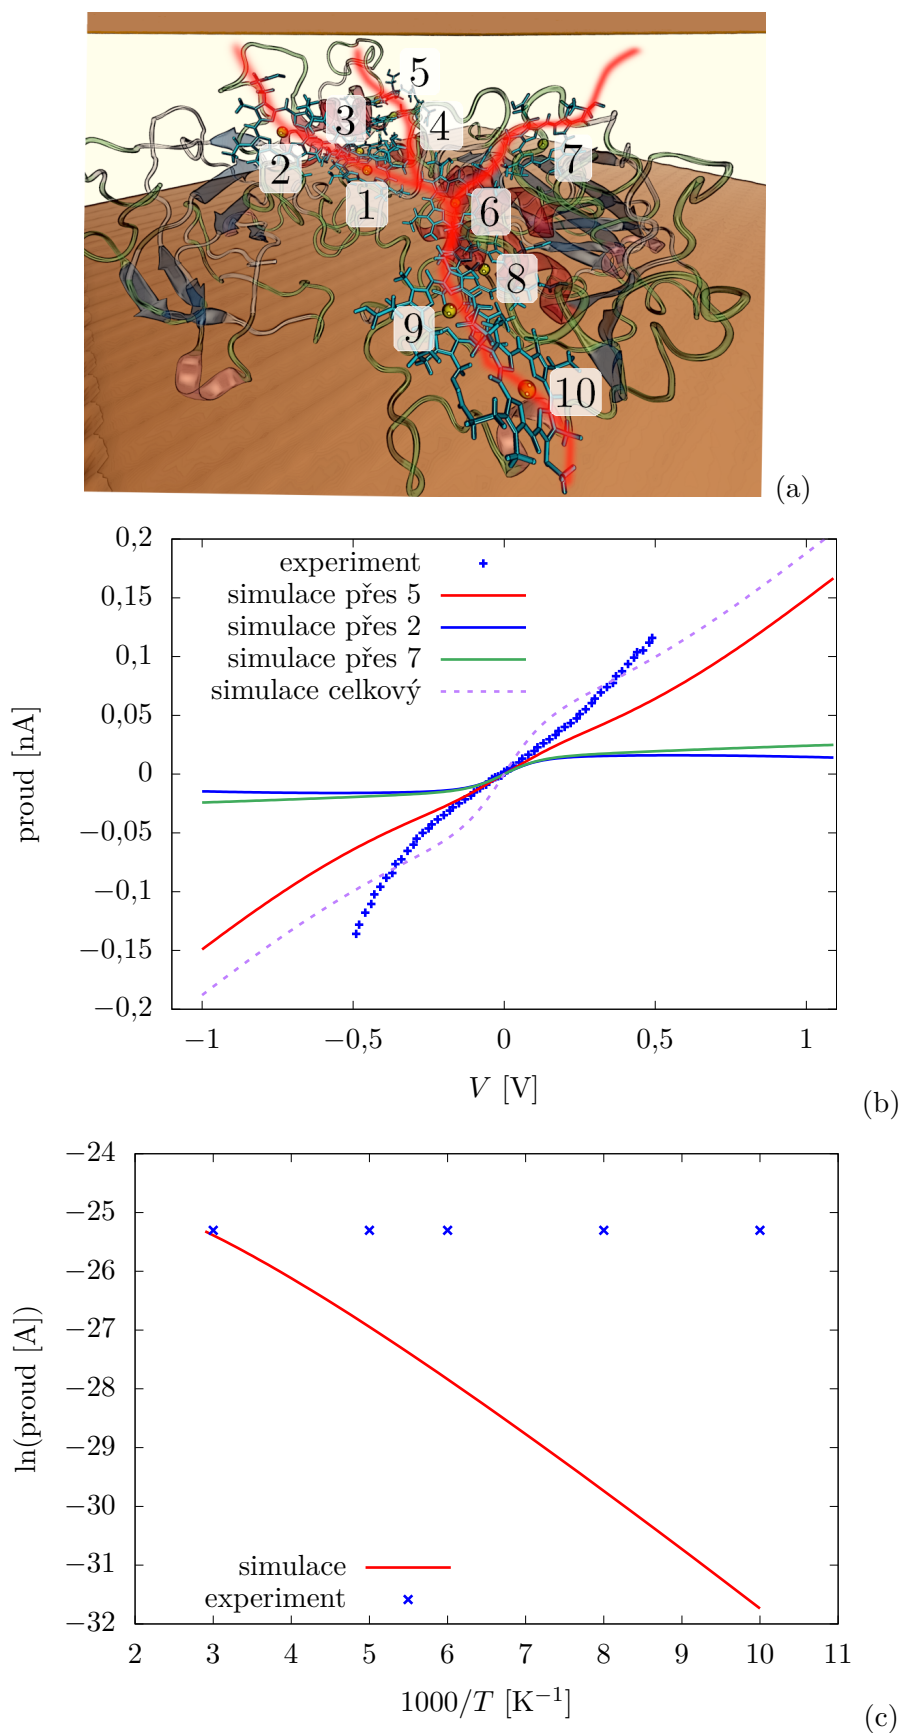 5
3
4
2
7
1
6
8
9
10
(a)
0,2
0,15
0,1
0,05
0
−0,05
−0,1
−0,15
−0,2
proud [nA]
experiment
simulace přes 5
simulace přes 2
simulace přes 7
simulace celkový
−1 −0,5 0 0,5 1
V [V]
(b)
−24
−25
−26
−27
−28
−29
−30
−31
−32
ln(proud [A])
simulace
experiment
2 3 4 5 6 7 8 9 10 11
1000/T [K⁻¹]
(c)